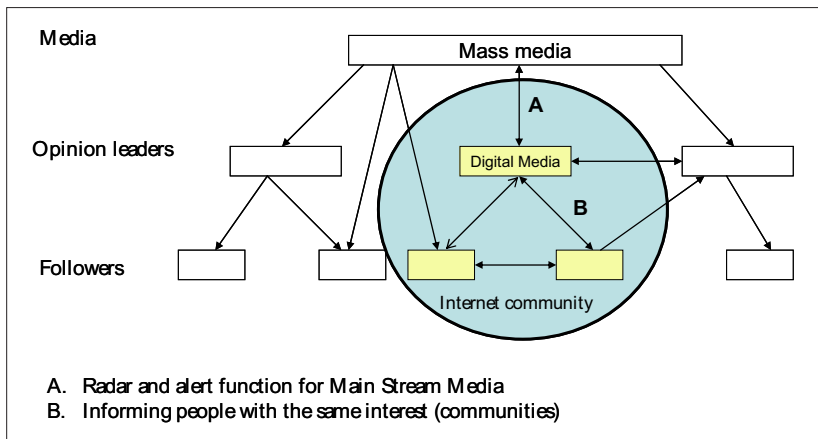 Media
Mass media
A
Opinion leaders
Digital Media
B
Followers
Internet community
A. Radar and alert function for Main Stream Media
B. Informing people with the same interest (communities)